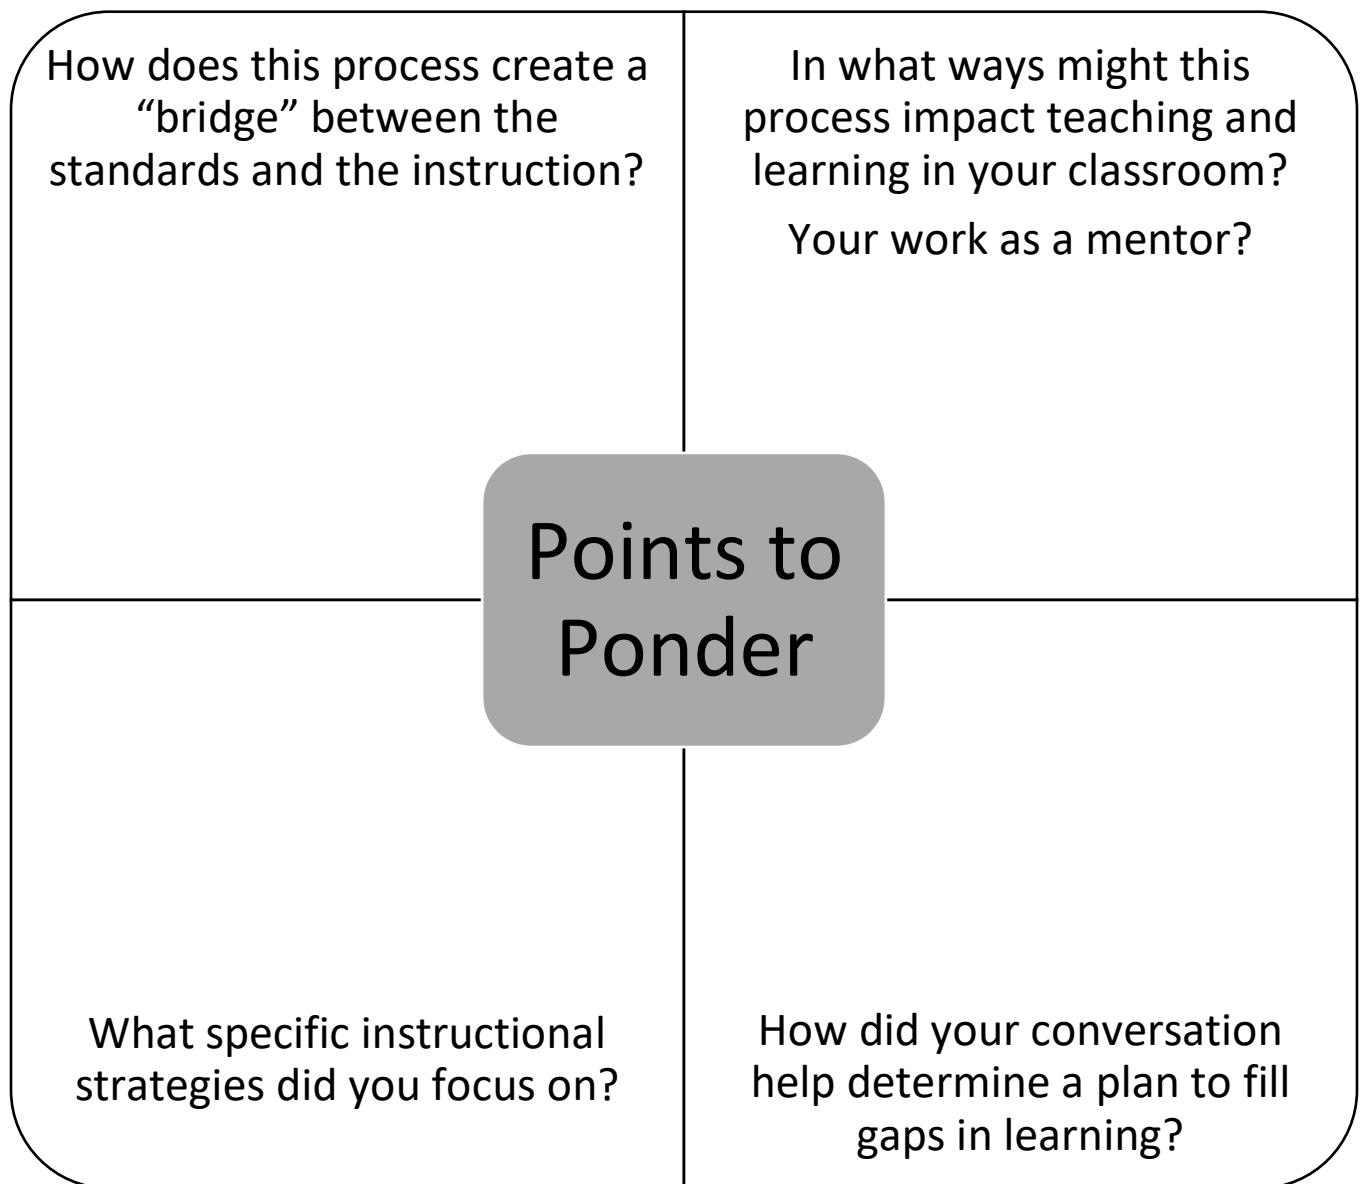 How does this process create a
“bridge” between the
standards and the instruction?
In what ways might this
process impact teaching and
learning in your classroom?
Your work as a mentor?
Points to
Ponder
What specific instructional
strategies did you focus on?
How did your conversation
help determine a plan to fill
gaps in learning?